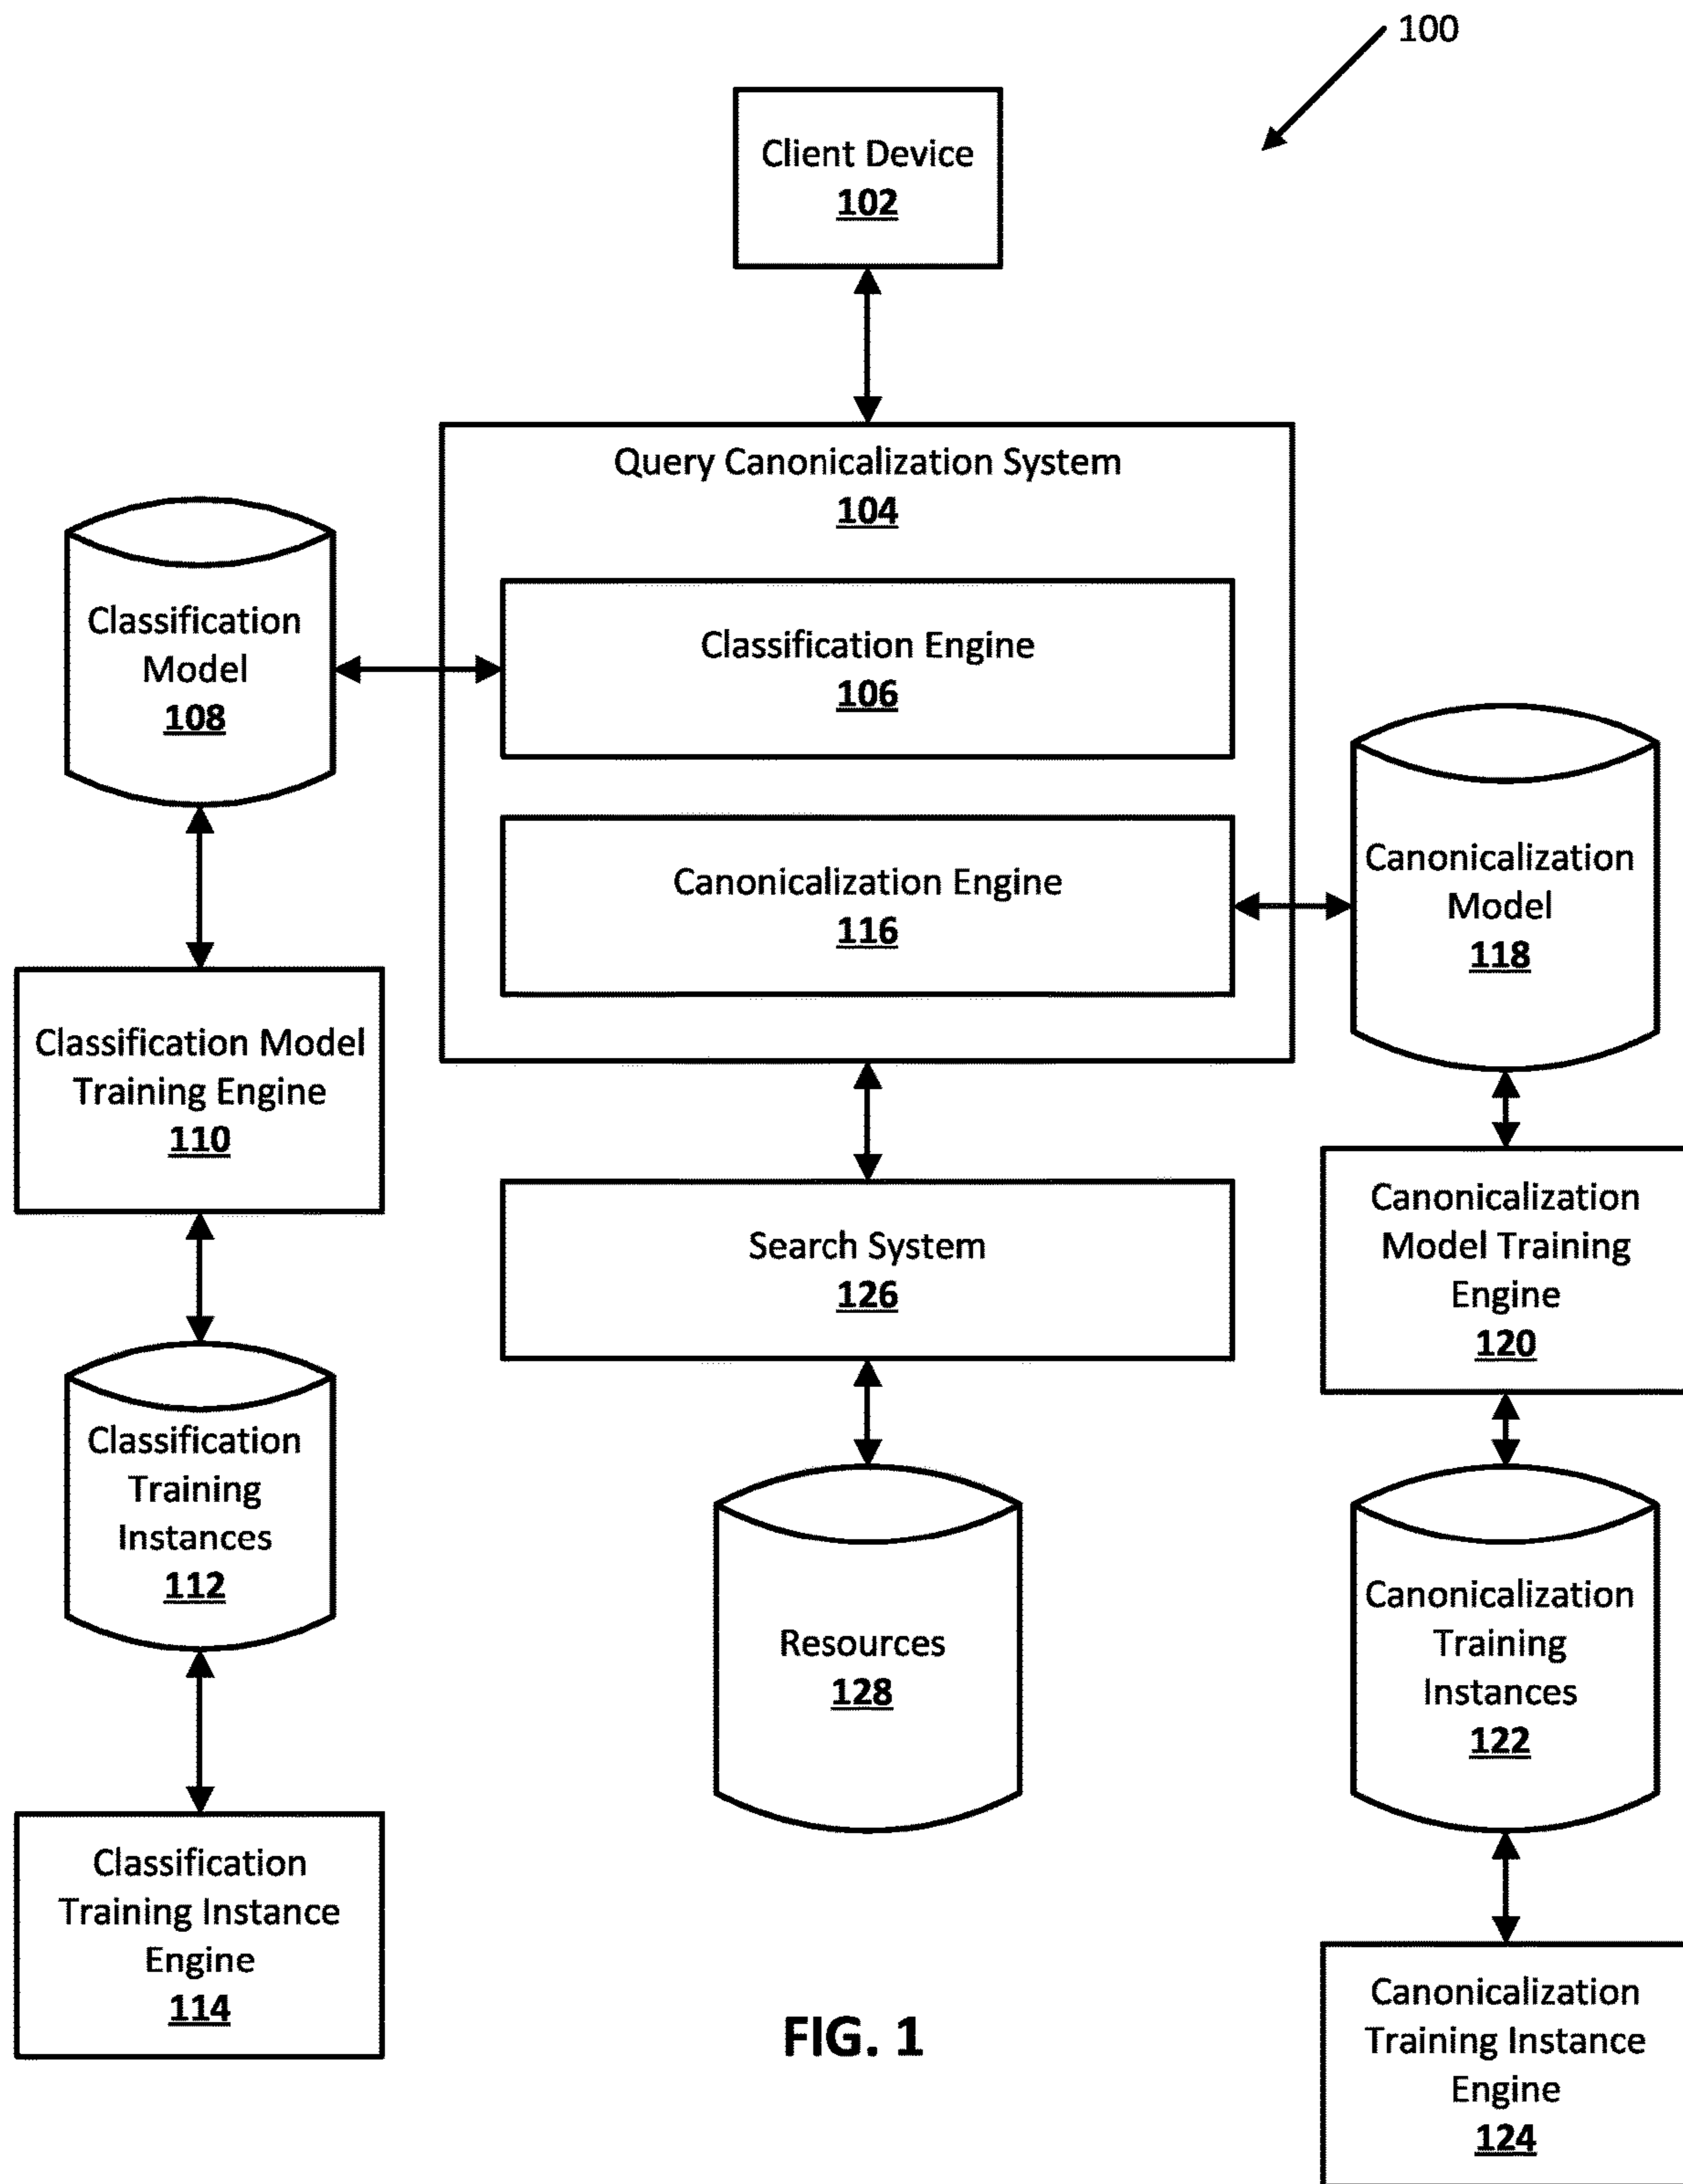 100
Client Device
102
Query Canonicalization System
104
Classification Engine
106
Classification
Model
108
Canonicalization Engine
116
Canonicalization
Model
118
Classification Model
Training Engine
110
Search System
126
Canonicalization
Model Training
Engine
120
Classification
Training
Instances
112
Resources
128
Canonicalization
Training
Instances
122
Classification
Training Instance
Engine
114
Canonicalization
Training Instance
Engine
124
FIG. 1